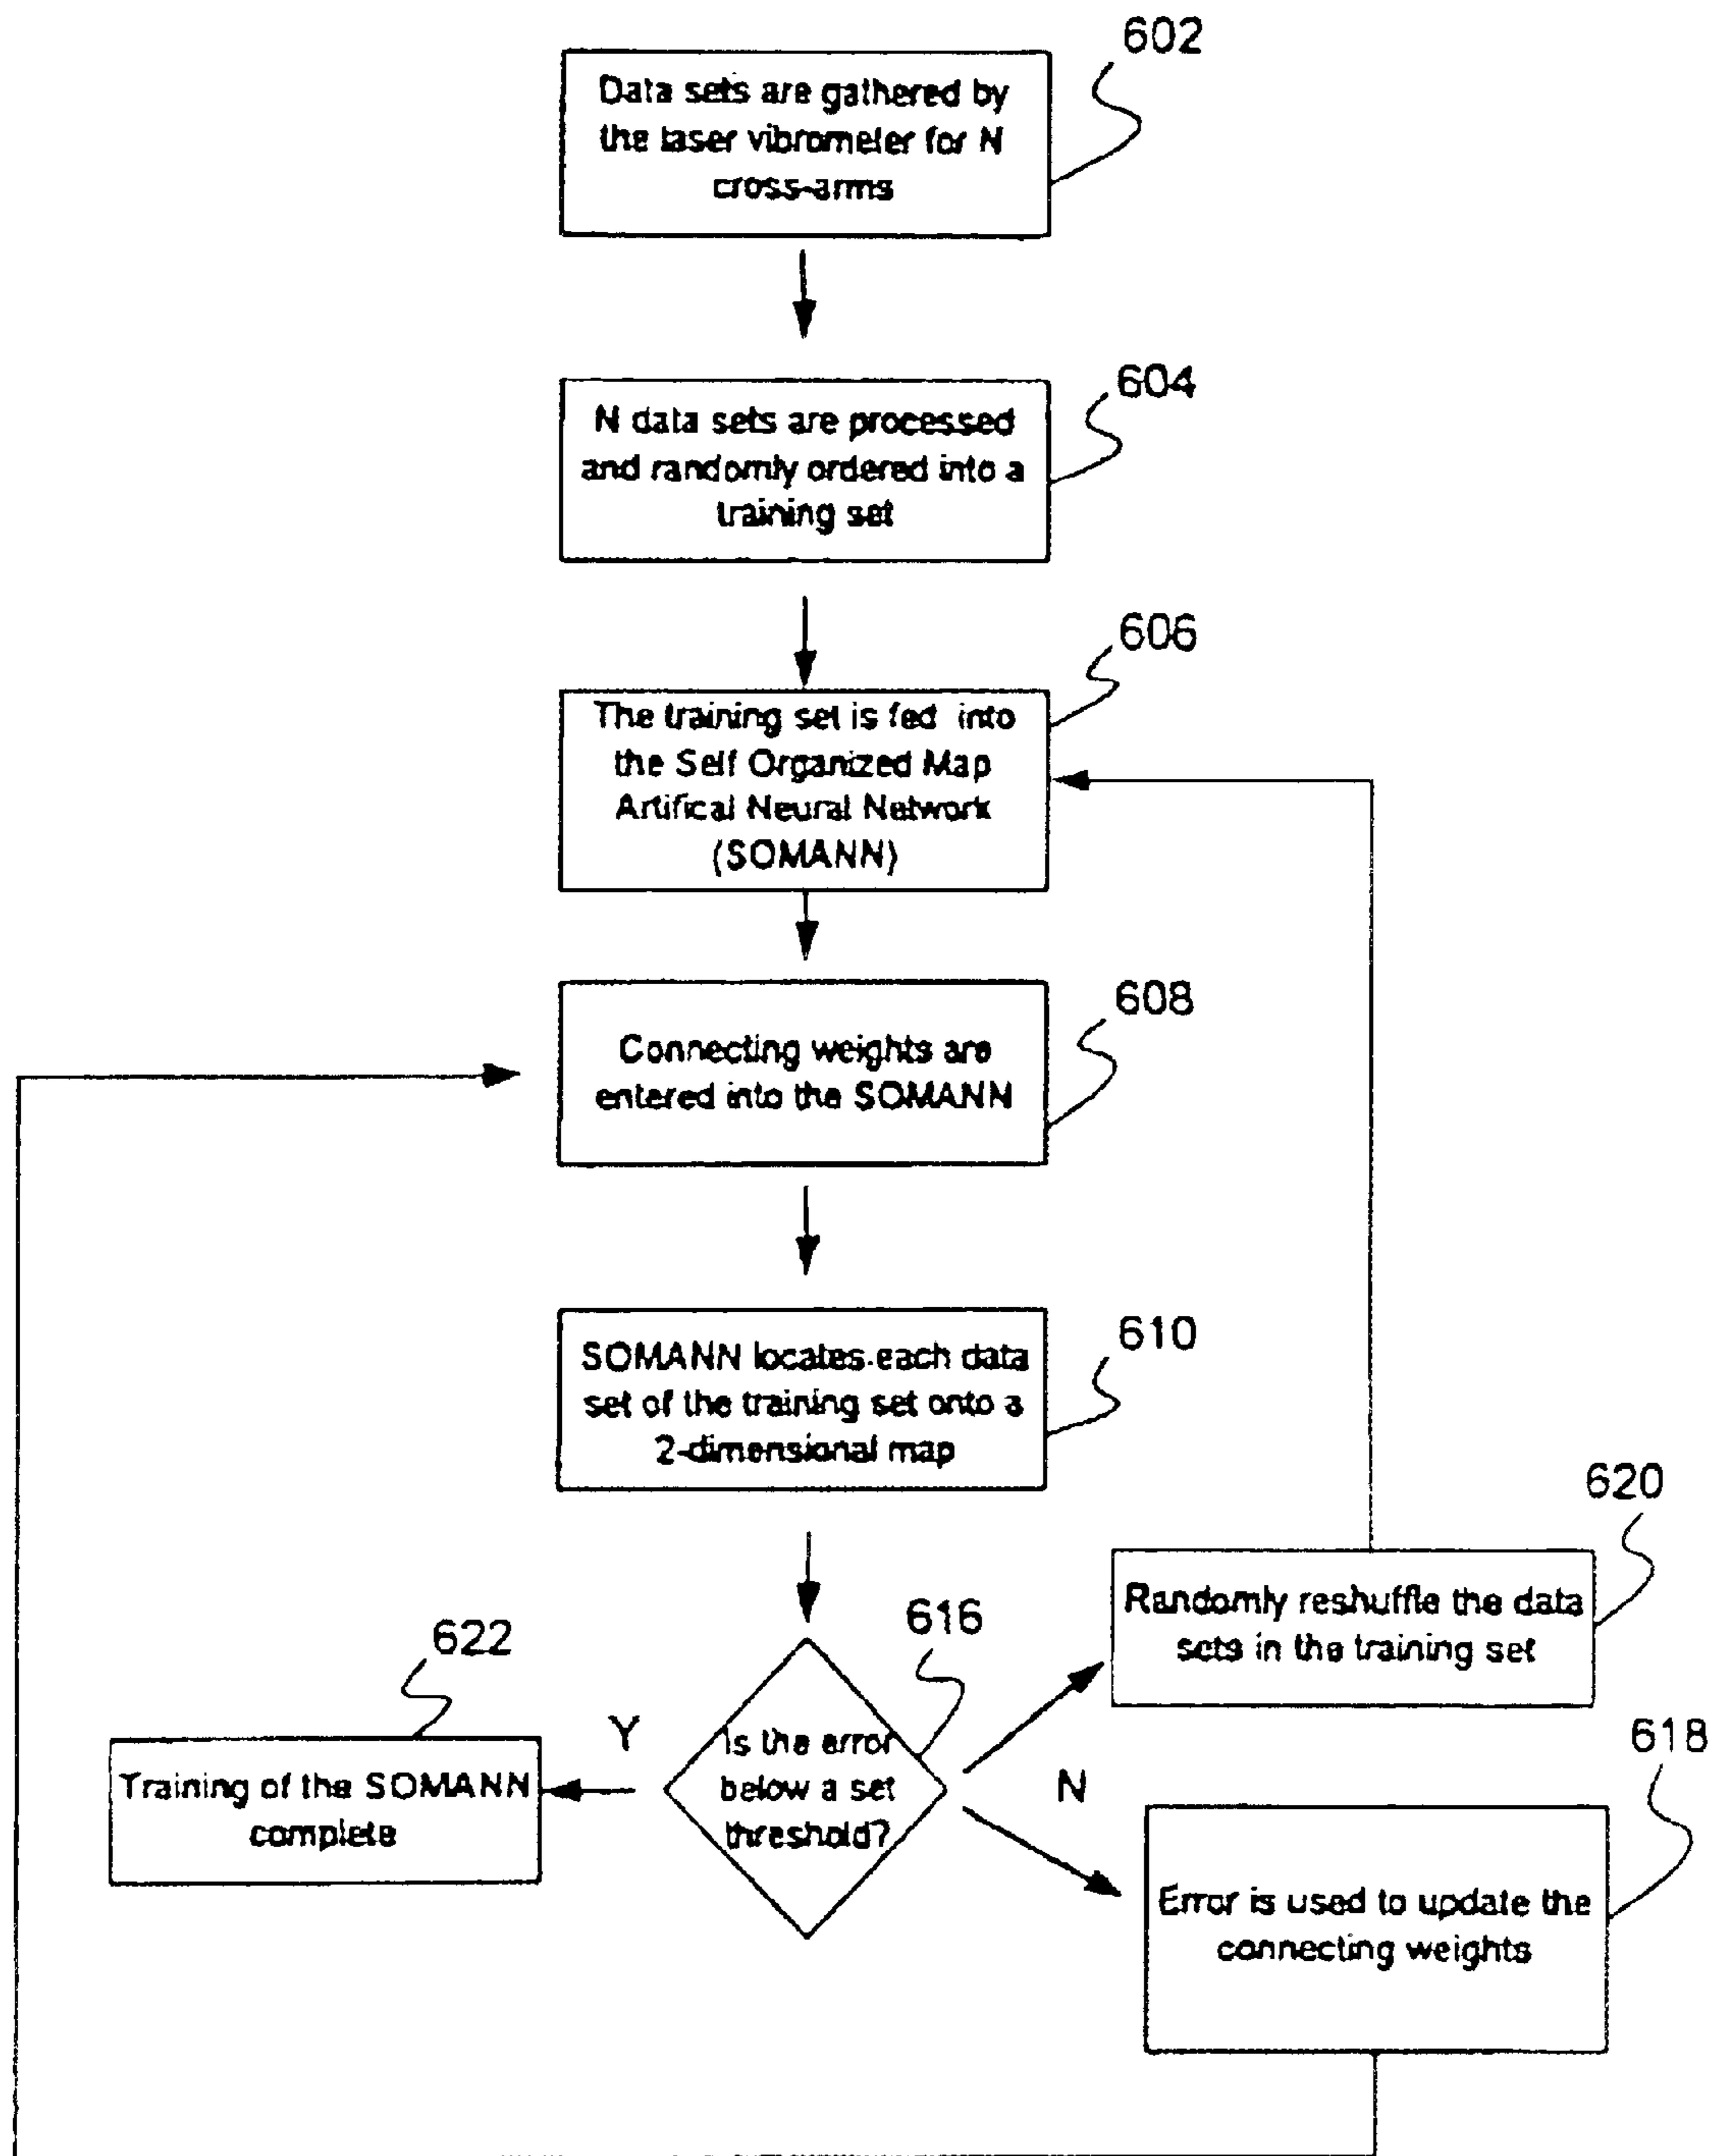 602
Data sets are gathered by
the laser vibrometer for N
cross-arms
604
N data sets are processed
and randomly ordered into a
training set
606
The training set is fed into
the Self Organized Map
Artifical Neural Network
(SOMANN)
608
Connecting weights are
entered into the SOMANN
610
SOMANN locates each data
set of the training set onto a
2-dimensional map
620
Randomly reshuffle the data
sets in the training set
616
Is the error
below a set
threshold?
622
Y
Training of the SOMANN
complete
N
618
Error is used to update the
connecting weights